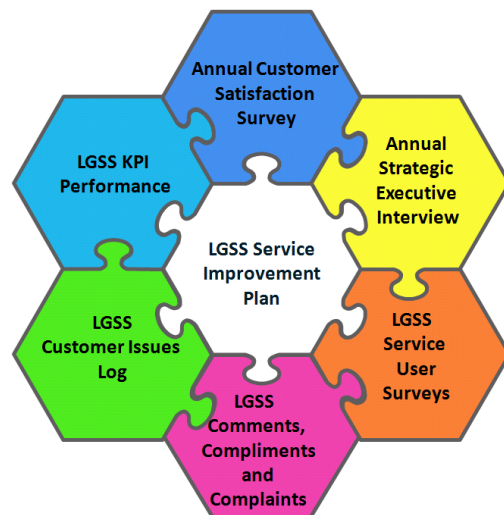 Annual Customer
Satisfaction
Survey
LGSS KPI
Performance
Annual
Strategic
Executive
Interview
LGSS Service
Improvement
Plan
LGSS
Customer Issues
Log
LGSS
Service
User
Surveys
LGSS
Comments,
Compliments
and
Complaints